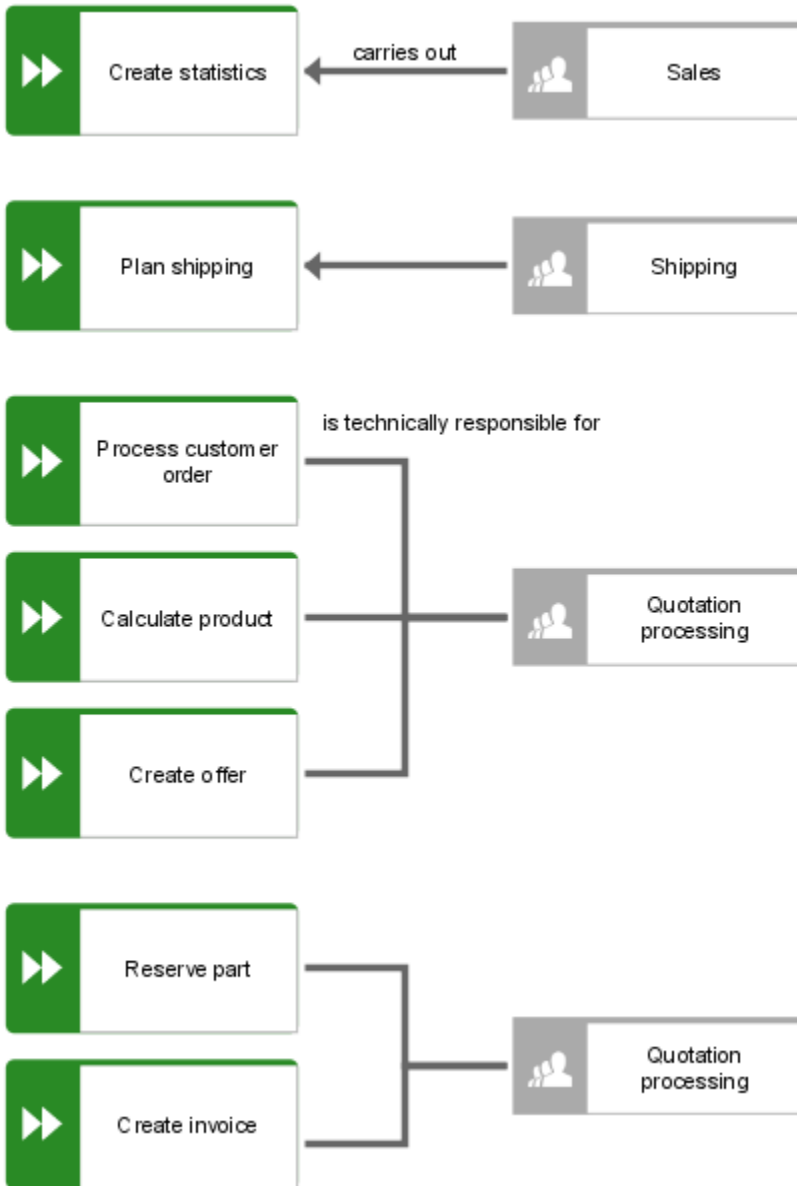 Create statistics
carries out
Sales
Plan shipping
Shipping
is technically responsible for
Process customer
order
Calculate product
Quotation
processing
Create offer
Reserve part
Quotation
processing
Create invoice